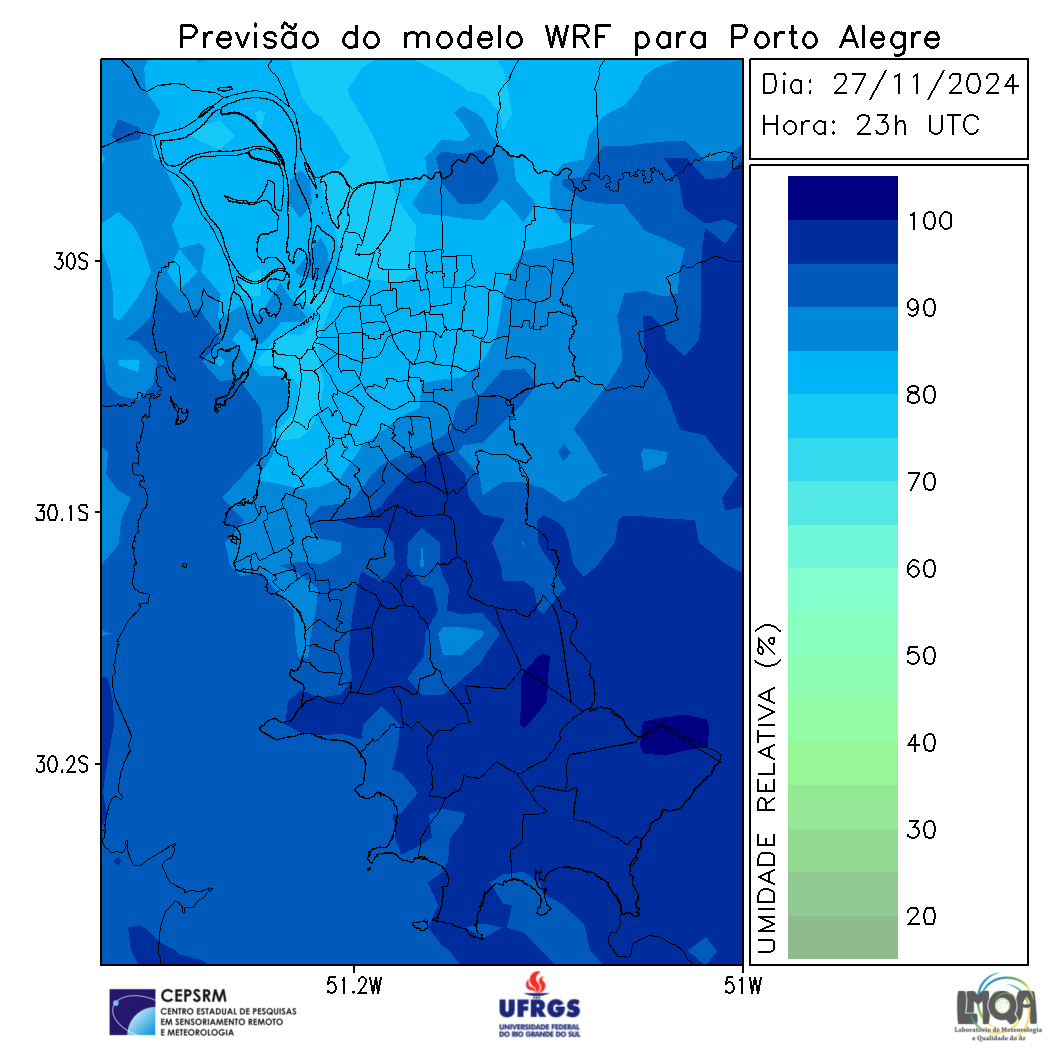 Previsão do modelo WRF para Porto Alegre
Dia: 27/11/2024
Hora: 23h UTC
30S
30.1S
30.2S
51.2W
51W
UMIDADE RELATIVA (%)
100
90
80
70
60
50
40
30
20
CEPSRM
CENTRO ESTADUAL DE PESQUISAS
EM SENSORIAMENTO REMOTO
E METEOROLOGIA
UFRGS
UNIVERSIDADE FEDERAL
DO RIO GRANDE DO SUL
LMQA
Laboratório de Meteorologia
e Qualidade do Ar